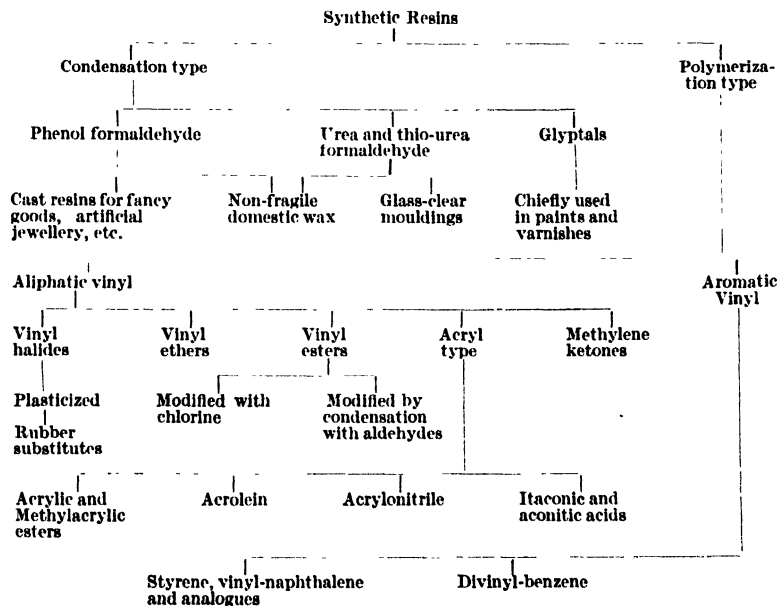 Synthetic Resins
Condensation type
Polymeriza-
tion type
Phenol formaldehyde
Urea and thio-urea
formaldehyde
Glyptals
Cast resins for fancy
goods, artificial
jewellery, etc.
Non-fragile
domestic wax
Glass-clear
mouldings
Chiefly used
in paints and
varnishes
Aliphatic vinyl
Aromatic
Vinyl
Vinyl
halides
Vinyl
ethers
Vinyl
esters
Acryl
type
Methylene
ketones
Plasticized
Rubber
substitutes
Modified with
chlorine
Modified by
condensation
with aldehydes
Acrylic and
Methylacrylic
esters
Acrolein
Acrylonitrile
Itaconic and
aconitic acids
Styrene, vinyl-naphthalene
and analogues
Divinyl-benzene